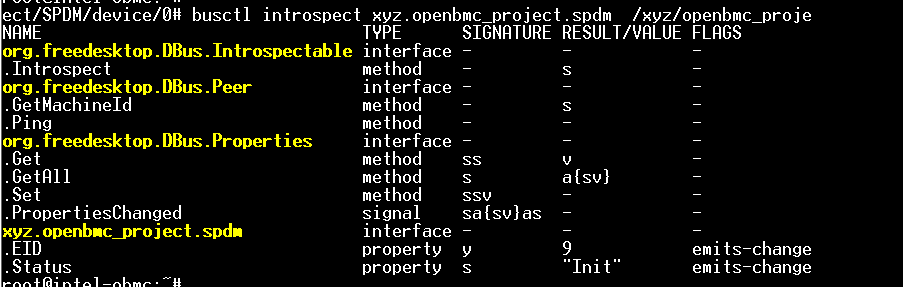 ect/SPDM/device/0# busctl introspect xyz.openbmc_project.spdm /xyz/openbmc_proje
NAME TYPE SIGNATURE RESULT/VALUE FLAGS
org.freedesktop.DBus.Introspectable interface - - -
.Introspect method - s -
org.freedesktop.DBus.Peer interface - - -
.GetMachineId method - s -
.Ping method - - -
org.freedesktop.DBus.Properties interface - - -
.Get method ss v -
.GetAll method s a{sv} -
.Set method ssv - -
.PropertiesChanged signal sa{sv}as - -
xyz.openbmc_project.spdm interface - - -
.EID property y 9 emits-change
.Status property s "Init" emits-change
root@intel-obmc:~#